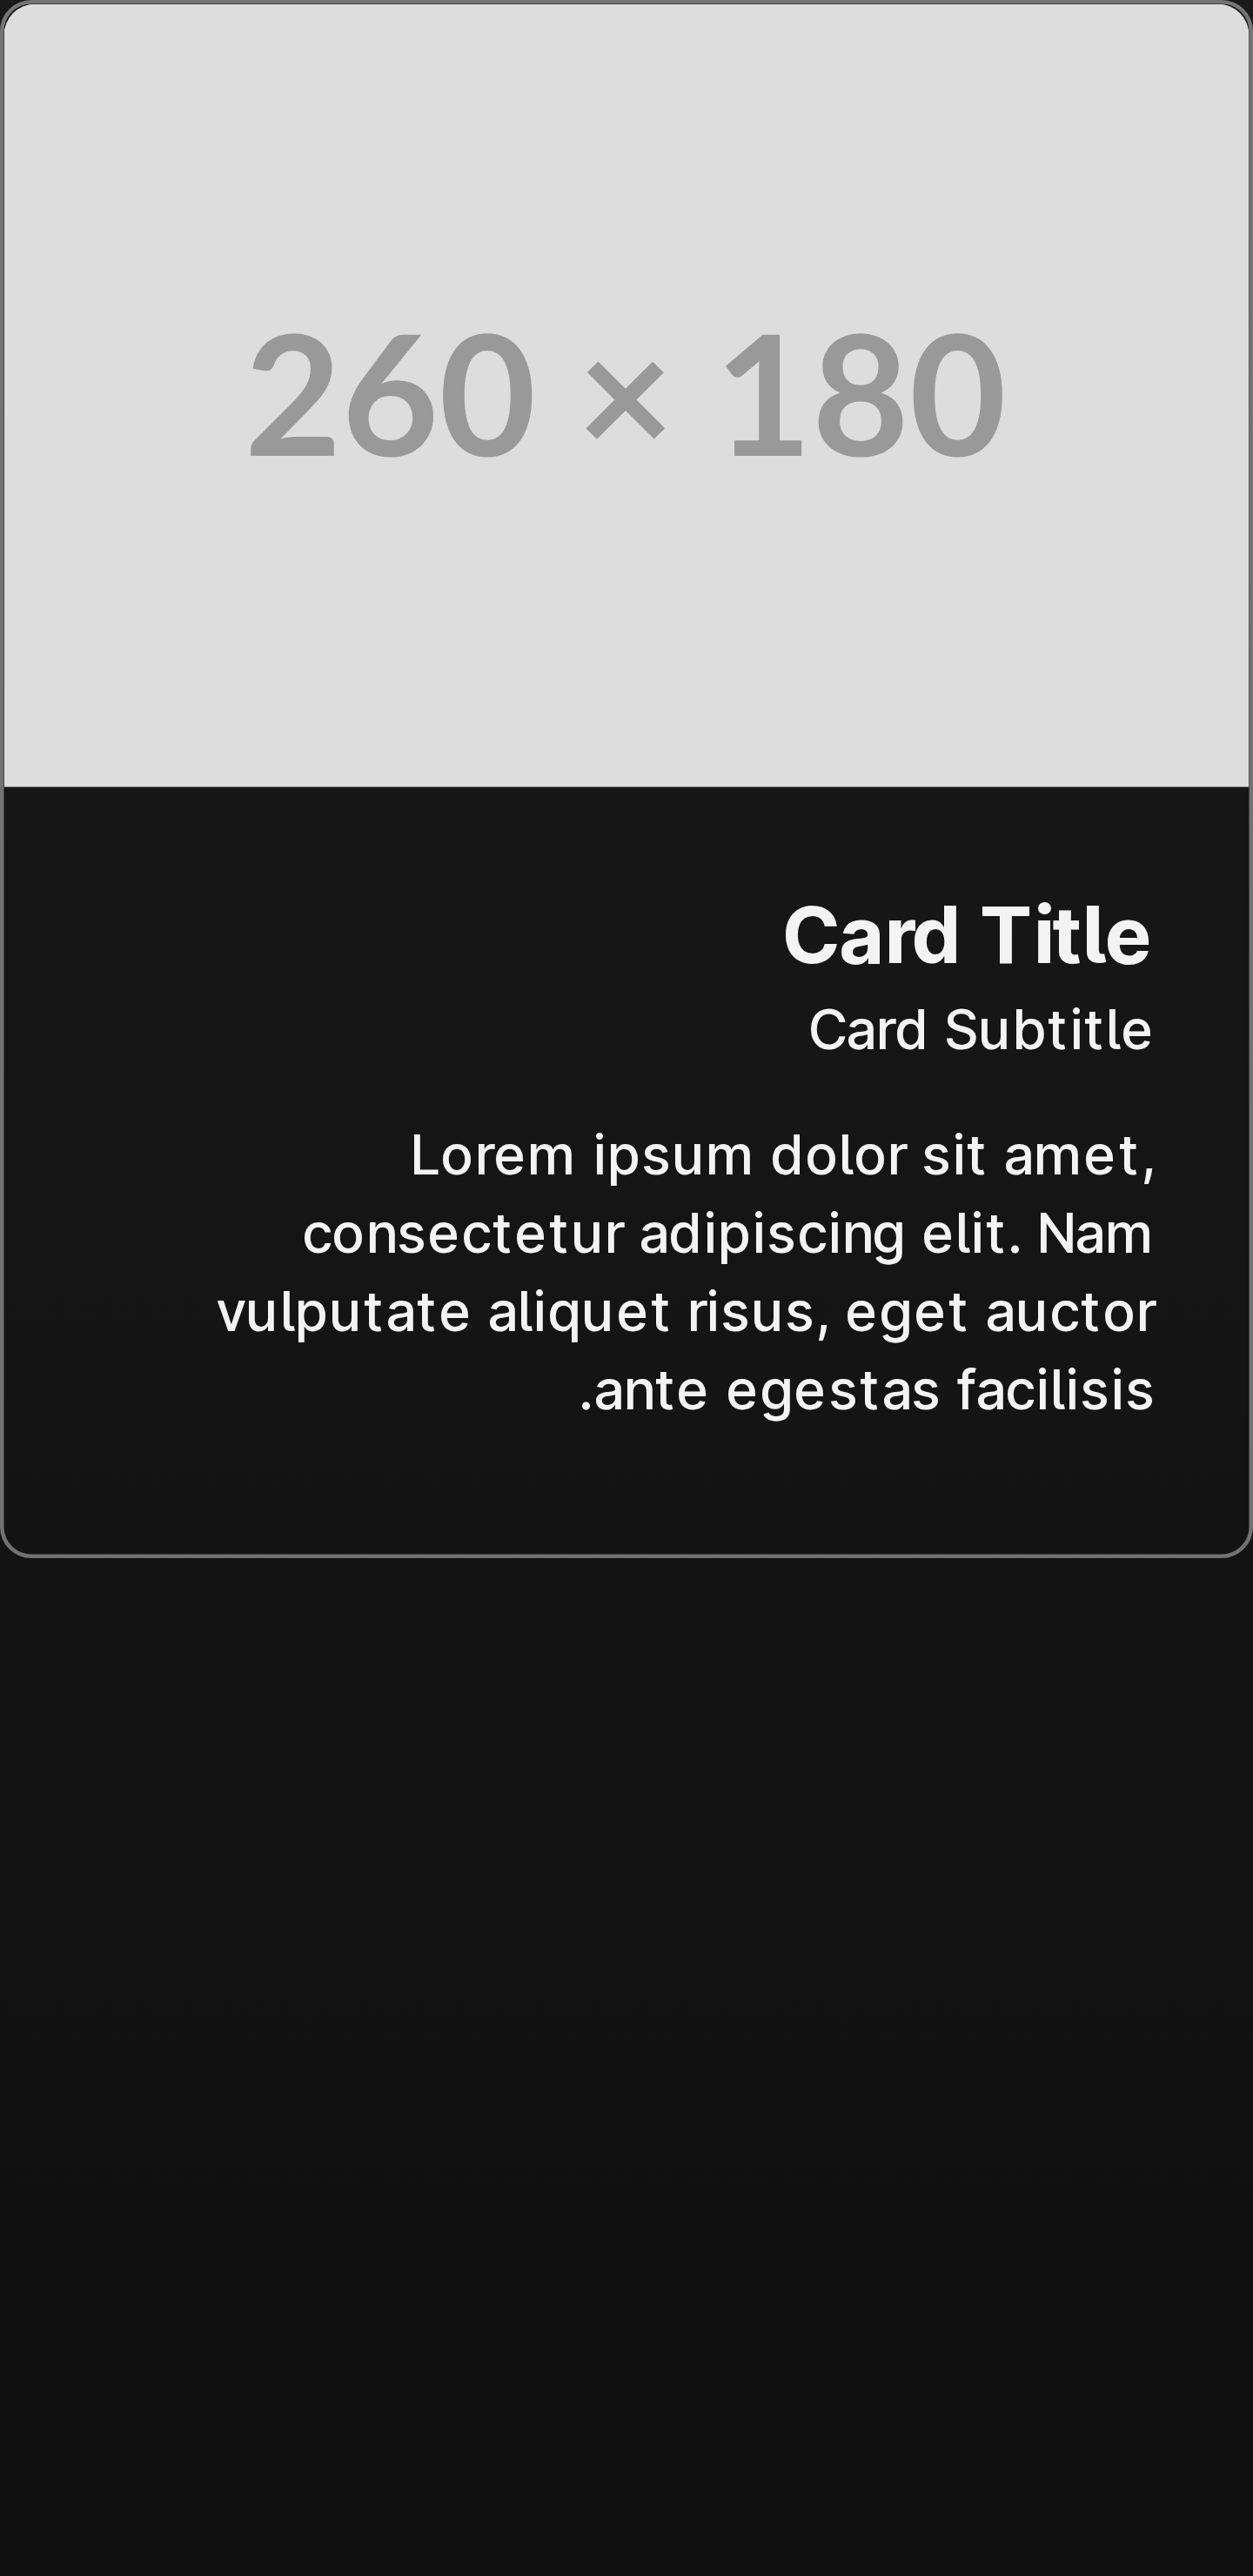 260 × 180
Card Title
Card Subtitle
Lorem ipsum dolor sit amet,
consectetur adipiscing elit. Nam
vulputate aliquet risus, eget auctor
.ante egestas facilisis